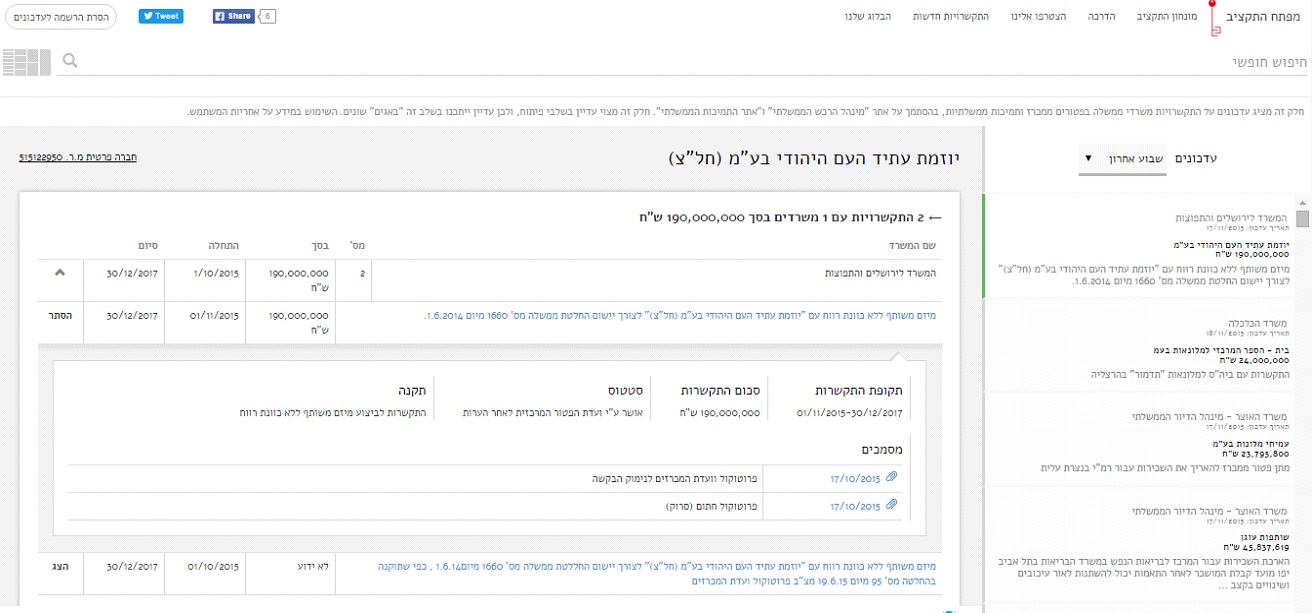 מפתח התקציב
מונחון התקציב
הדרכה
הצטרפו אלינו
התקשרויות חדשות
הבלוג שלנו
Share
6
Tweet
הסרת הרשמה לעדכונים
חיפוש חופשי
חלק זה מציג עדכונים על התקשרויות משרדי ממשלה בפטורים ממכרז ותמיכות ממשלתיות, בהסתמך על אתר "מינהל הרכש הממשלתי" ו"אתר התמיכות הממשלתי". חלק זה מצוי עדיין בשלבי פיתוח, ולכן עדיין ייתכנו בשלב זה "באגים" שונים. השימוש במידע על אחריות המשתמש.
עדכונים
שבוע אחרון ▼
המשרד לירושלים והתפוצות
תאריך עדכון: 17/11/2015
יוזמת עתיד העם היהודי בע"מ
190,000,000 ש"ח
מיזם משותף ללא כוונת רווח עם "יוזמת עתיד העם היהודי בע"מ (חל"צ)"
לצורך יישום החלטת ממשלה מס' 1660 מיום 1.6.2014.
משרד הכלכלה
תאריך עדכון: 18/11/2015
בית - הספר המרכזי למלונאות בעמ
24,000,000 ש"ח
התקשרות עם ביה"ס למלונאות "תדמור" בהרצליה
משרד האוצר - מינהל הדיור הממשלתי
תאריך עדכון: 17/11/2015
עמיחי מלונות בע"מ
23,795,800 ש"ח
מתן פטור ממכרז להאריך את השכירות עבור רמ"י בנצרת עלית
משרד האוצר - מינהל הדיור הממשלתי
תאריך עדכון: 17/11/2015
שותפות עוגן
45,837,619 ש"ח
הארכת השכירות עבור המרכז לבריאות הנפש במשרד הבריאות בתל אביב
יפו מועד קבלת המושכר לאחר התאמות יכול להשתנות לאור עיכובים
ושינויים בקצב ...
יוזמת עתיד העם היהודי בע"מ (חל"צ)
חברה פרטית מ.ר. 515122950
← 2 התקשרויות עם 1 משרדים בסך 190,000,000 ש"ח
שם המשרד מס' בסך התחלה סיום
המשרד לירושלים והתפוצות 2 190,000,000 1/10/2015 30/12/2017
ש"ח
מיזם משותף ללא כוונת רווח עם "יוזמת עתיד העם היהודי בע"מ (חל"צ)" לצורך יישום החלטת ממשלה מס' 1660 מיום 1.6.2014. 190,000,000 01/11/2015 30/12/2017 הסתר
ש"ח
תקופת התקשרות סכום התקשרות סטטוס תקנה
01/11/2015-30/12/2017 190,000,000 ש"ח אושר ע"י ועדת הפטור המרכזית לאחר הערות התקשרות לביצוע מיזם משותף ללא כוונת רווח
מסמכים
17/10/2015 פרוטוקול וועדת המכרזים לנימוק הבקשה
17/10/2015 פרוטוקול חתום (סרוק)
מיזם משותף ללא כוונת רווח עם "יוזמת עתיד העם היהודי בע"מ (חל"צ)" לצורך יישום החללטת ממשלה מס' 1660 מיום1.6.14 , כפי שתוקנה לא ידוע 01/10/2015 30/12/2017 הצג
בהחלטה מס' 95 מיום 19.6.15 מצ"ב פרוטוקול ועדת המכרזים